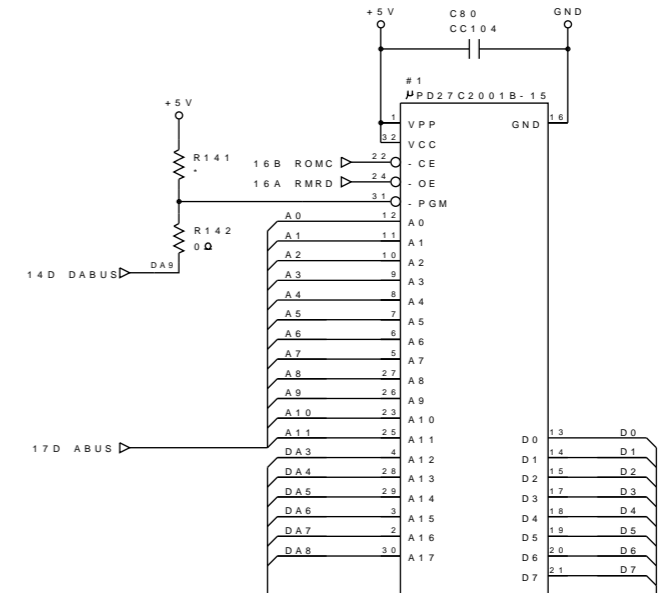 +5V C80 GND
CC104
#1
μPD27C2001B-15
+5V
1 VPP GND 16
32 VCC
R141
*
16B ROMC 22 -CE
16A RMRD 24 -OE
31 -PGM
A0 12 A0
R142
0Ω
A1 11 A1
A2 10 A2
DA9
14D DABUS
A3 9 A3
A4 8 A4
A5 7 A5
A6 6 A6
A7 5 A7
A8 27 A8
A9 26 A9
A10 23 A10
A11 25 A11 D0 13 D0
17D ABUS
DA3 4 A12 D1 14 D1
DA4 28 A13 D2 15 D2
DA5 29 A14 D3 17 D3
DA6 3 A15 D4 18 D4
DA7 2 A16 D5 19 D5
DA8 30 A17 D6 20 D6
D7 21 D7